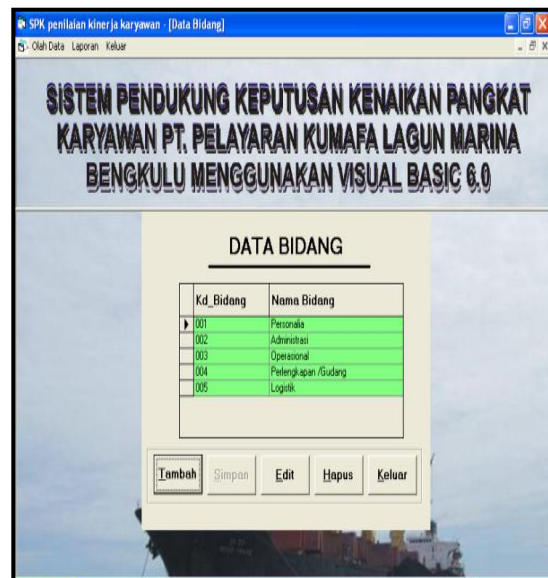 SPK penilaian kinerja karyawan - [Data Bidang]
Olah Data Laporan Keluar
SISTEM PENDUKUNG KEPUTUSAN KENAIKAN PANGKAT
KARYAWAN PT. PELAYARAN KUMAFA LAGUN MARINA
BENGKULU MENGGUNAKAN VISUAL BASIC 6.0
DATA BIDANG
Kd_Bidang Nama Bidang
001 Personalia
002 Administrasi
003 Operasional
004 Perlengkapan /Gudang
005 Logistik
Tambah Simpan Edit Hapus Keluar